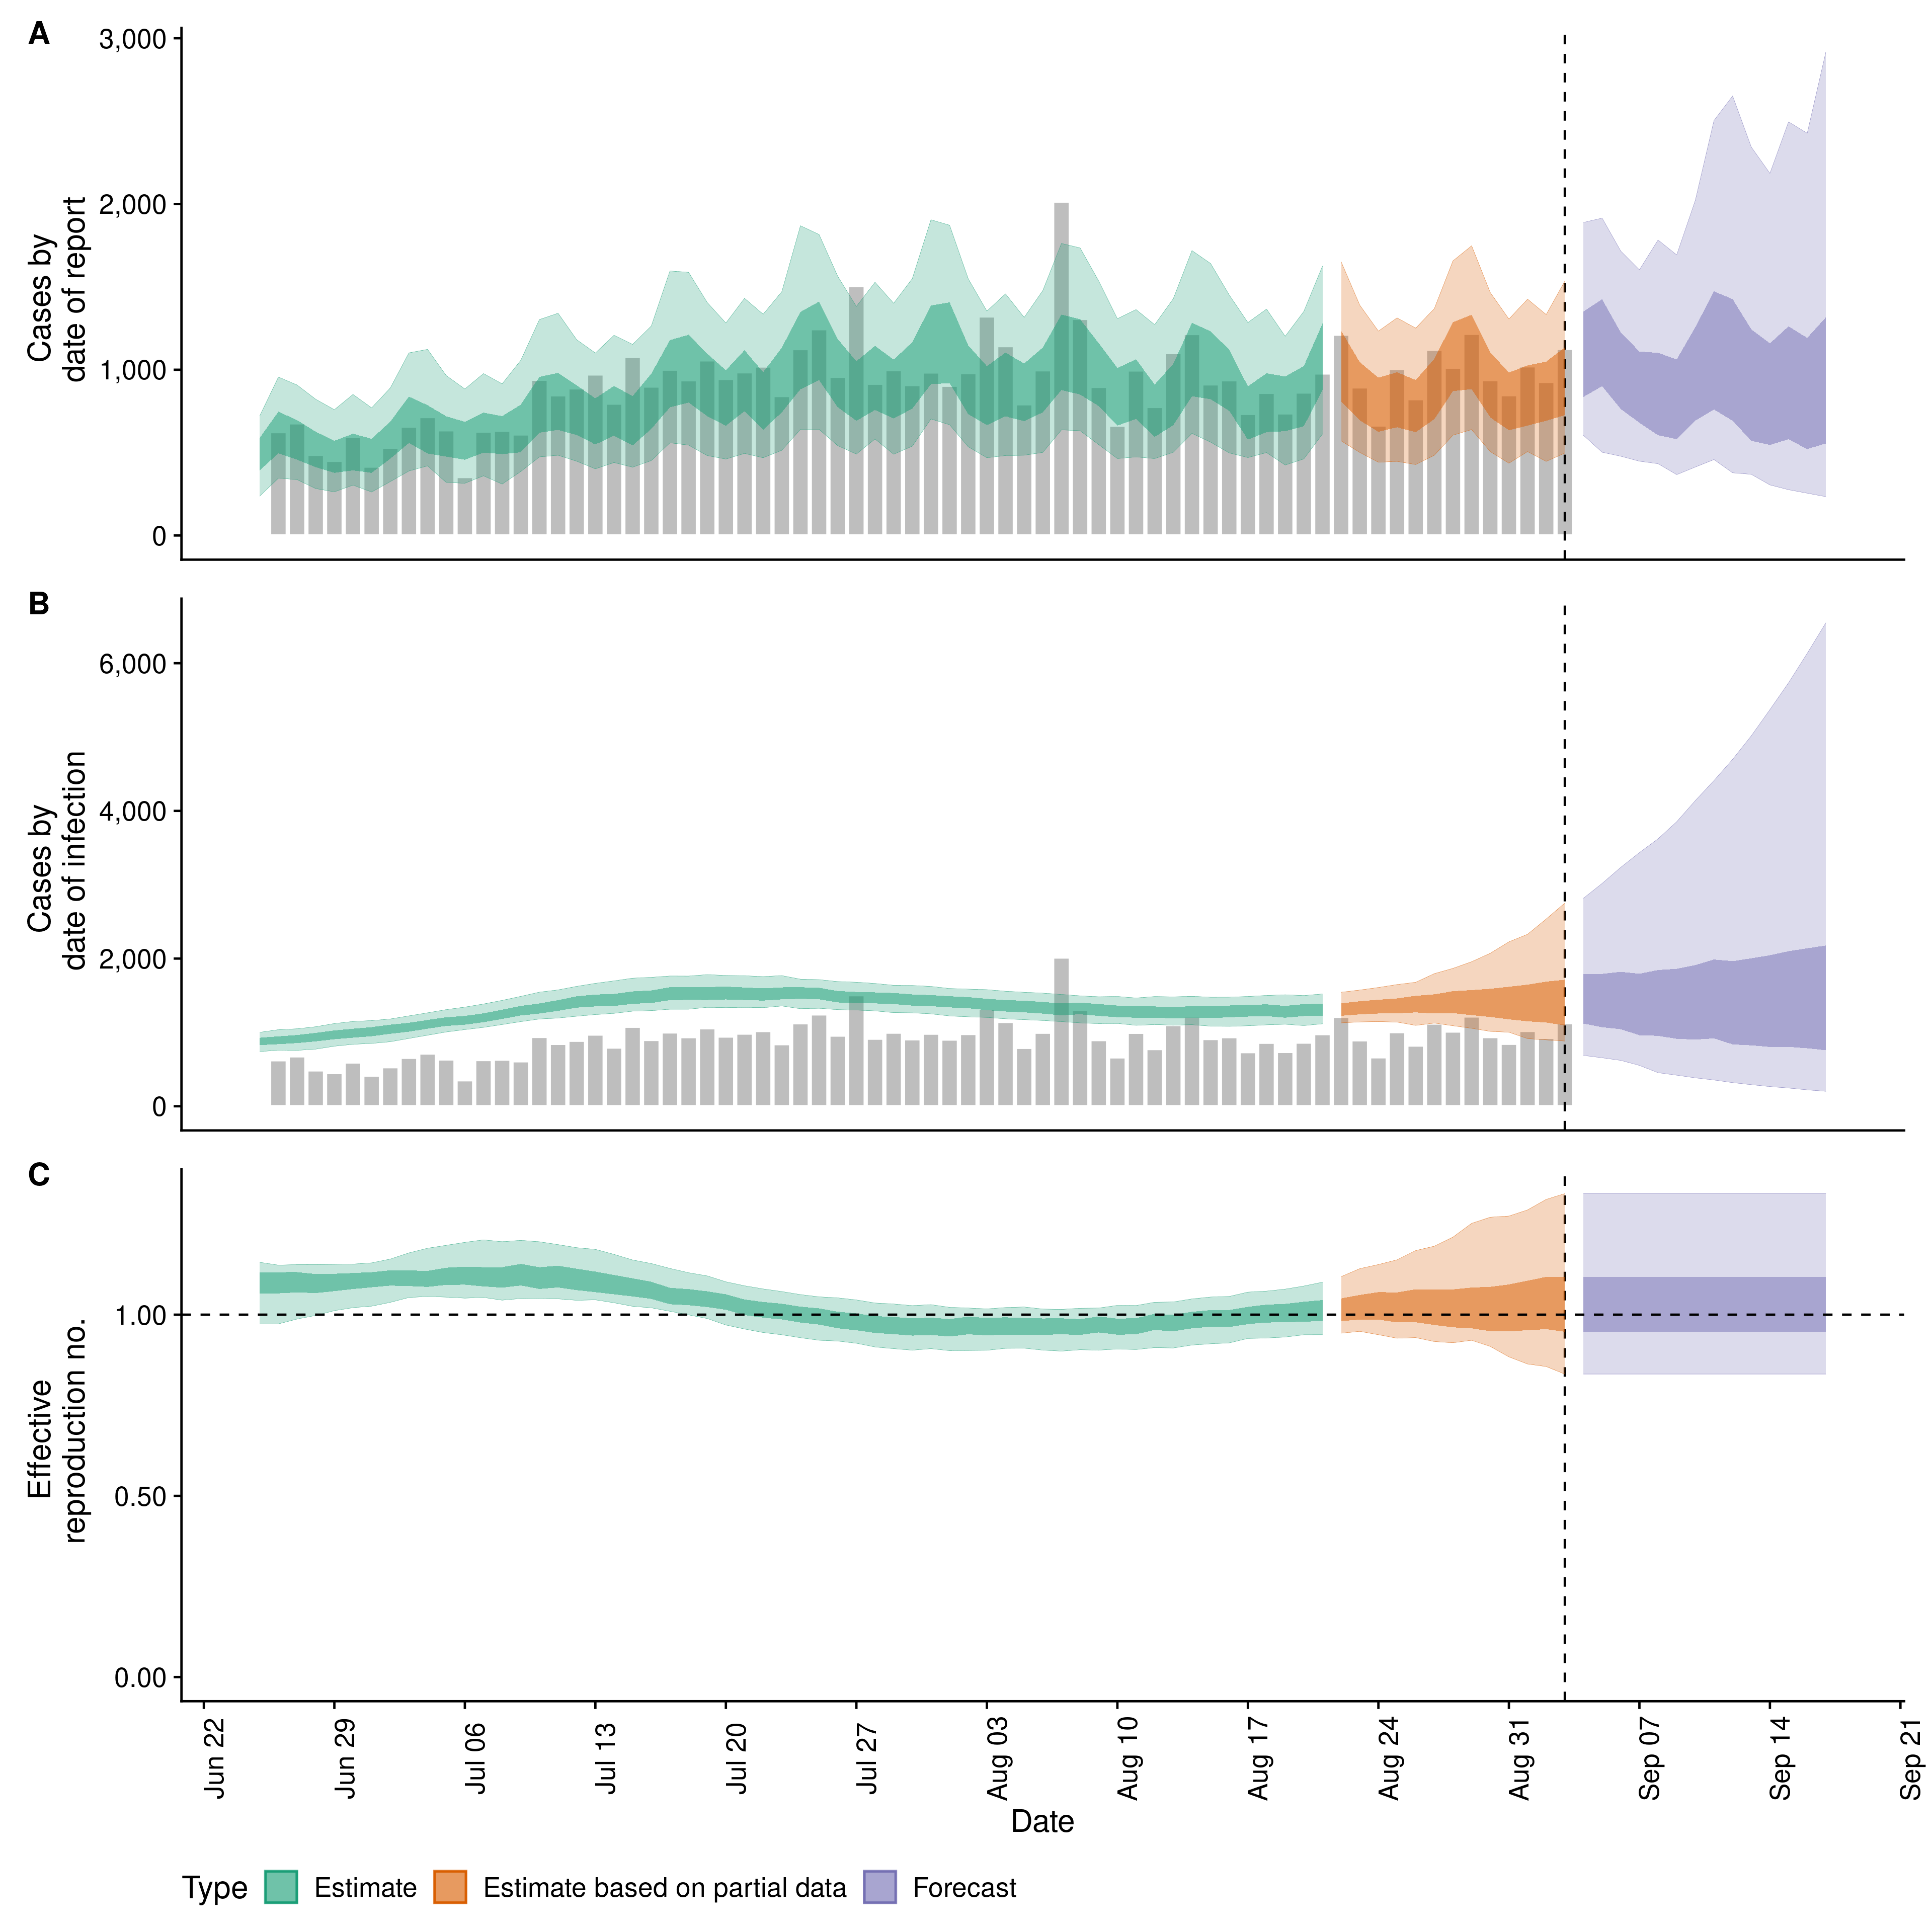 A
3,000
2,000
1,000
0
Cases by
date of report
B
6,000
4,000
2,000
0
Cases by
date of infection
C
1.00
0.50
0.00
Effective
reproduction no.
Jun 22
Jun 29
Jul 06
Jul 13
Jul 20
Jul 27
Aug 03
Aug 10
Aug 17
Aug 24
Aug 31
Sep 07
Sep 14
Sep 21
Date
Type Estimate Estimate based on partial data Forecast